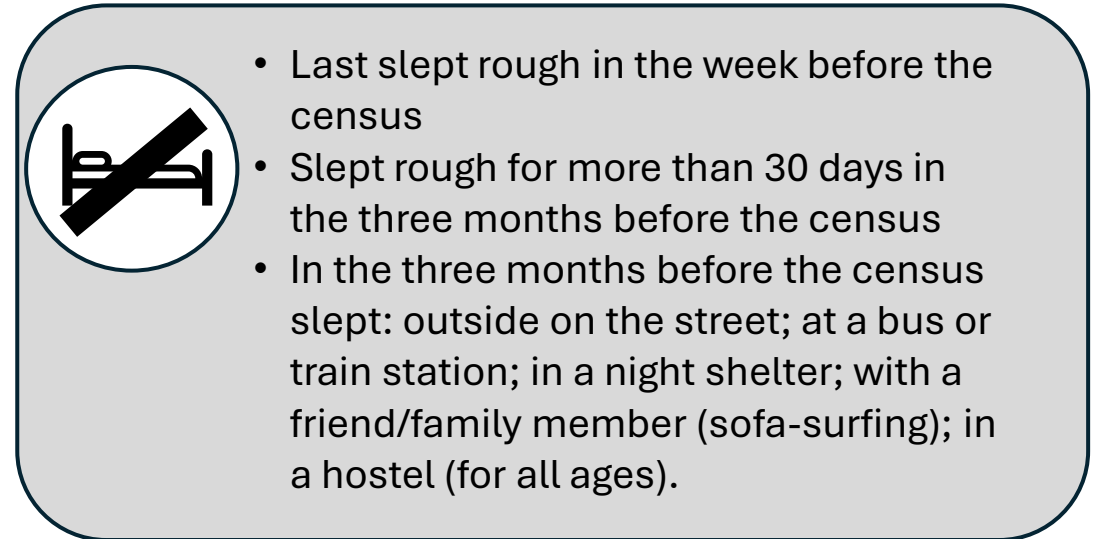 • Last slept rough in the week before the
census
• Slept rough for more than 30 days in
the three months before the census
• In the three months before the census
slept: outside on the street; at a bus or
train station; in a night shelter; with a
friend/family member (sofa-surfing); in
a hostel (for all ages).